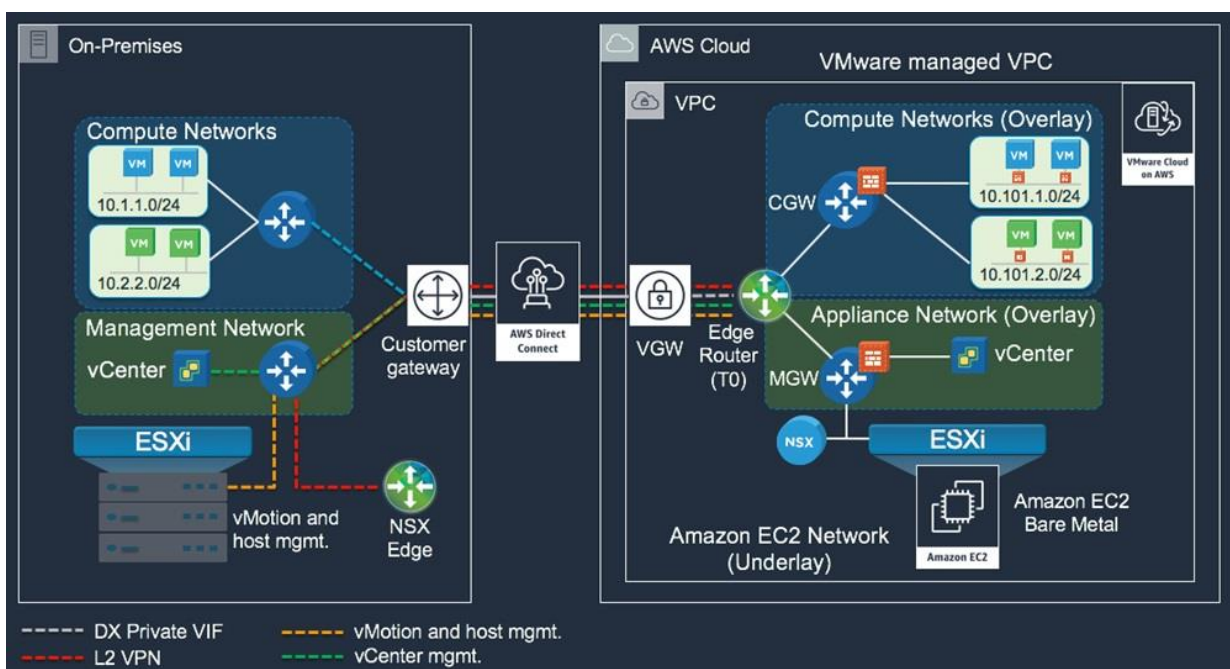 On-Premises
Compute Networks
VM VM
10.1.1.0/24
VM VM
10.2.2.0/24
Management Network
vCenter
ESXi
vMotion and
host mgmt.
NSX
Edge
Customer
gateway
AWS Direct
Connect
AWS Cloud
VMware managed VPC
VPC
VMware Cloud
on AWS
Compute Networks (Overlay)
CGW
VM VM
10.101.1.0/24
VM VM
10.101.2.0/24
VGW
Edge
Router
(T0)
Appliance Network (Overlay)
MGW
vCenter
NSX
ESXi
Amazon EC2
Amazon EC2
Bare Metal
Amazon EC2 Network
(Underlay)
DX Private VIF
L2 VPN
vMotion and host mgmt.
vCenter mgmt.